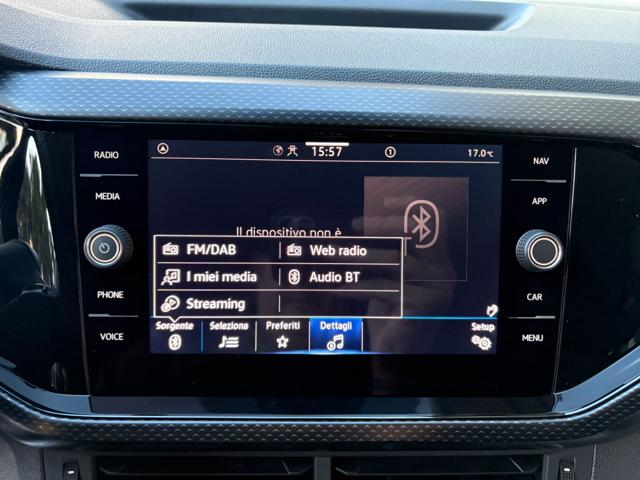 RADIO
MEDIA
PHONE
VOICE
15:57
1
17.0°C
Il dispositivo non è
FM/DAB
Web radio
I miei media
Audio BT
Streaming
Sorgente
Seleziona
Preferiti
Dettagli
Setup
NAV
APP
CAR
MENU